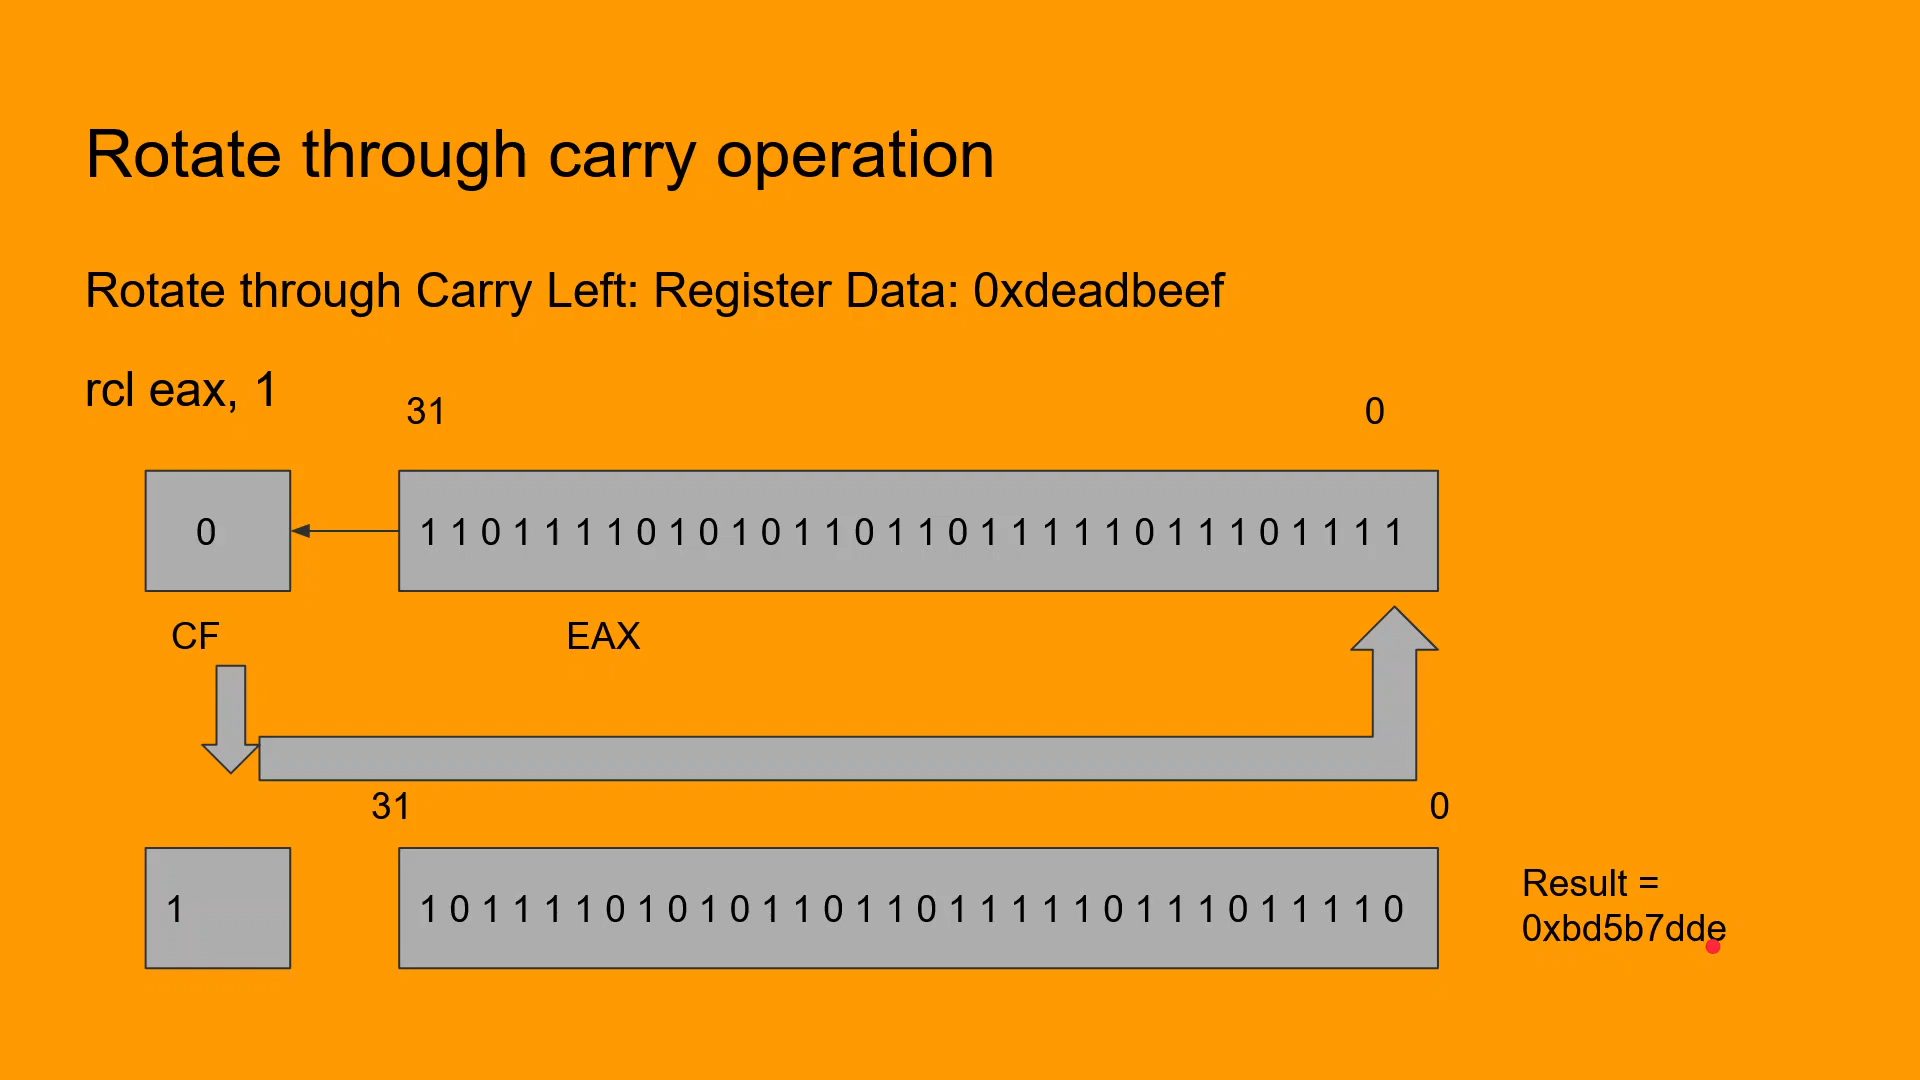 Rotate through carry operation
Rotate through Carry Left: Register Data: 0xdeadbeef
rcl eax, 1
31 0
0 1 1 0 1 1 1 1 0 1 0 1 0 1 1 0 1 1 0 1 1 1 1 1 0 1 1 1 0 1 1 1 1
CF EAX
31 0
1 1 0 1 1 1 1 0 1 0 1 0 1 1 0 1 1 0 1 1 1 1 1 0 1 1 1 0 1 1 1 1 0
Result =
0xbd5b7dde